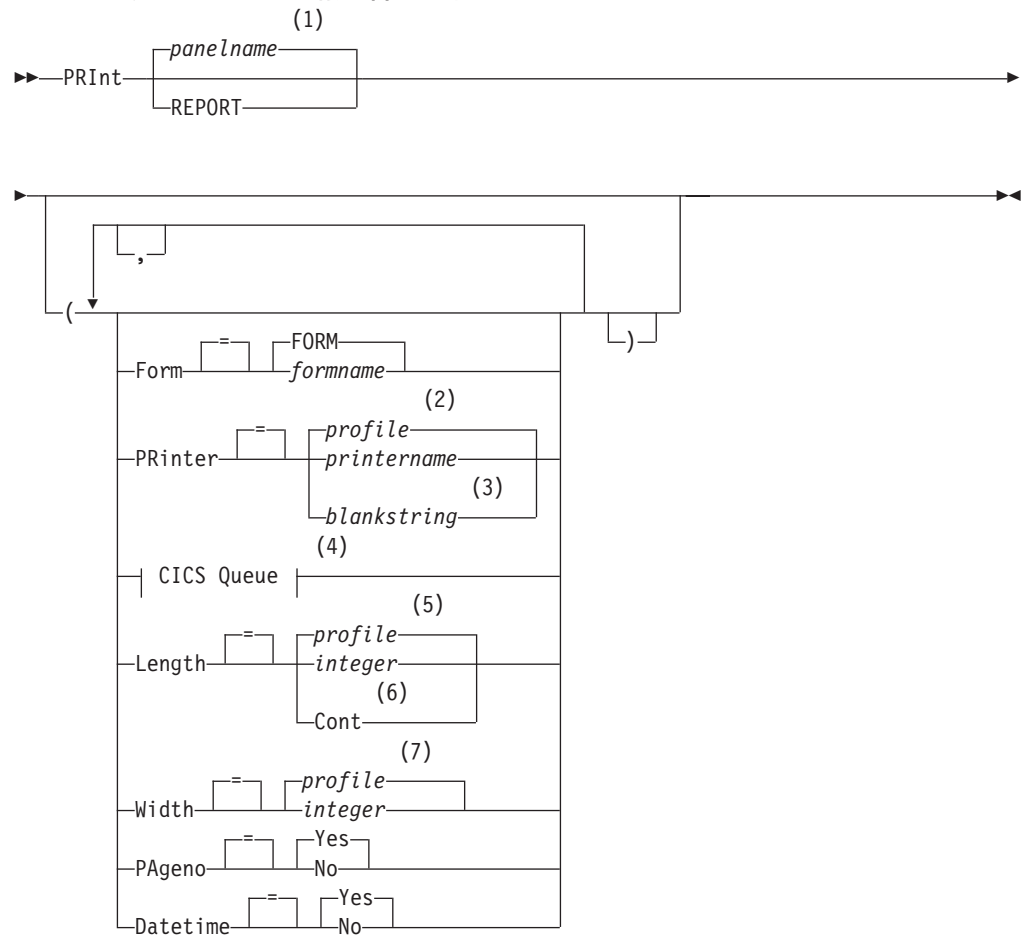 (1)
panelname
PRInt
REPORT
,
(
)
= FORM
Form formname
(2)
= profile
PRinter printername
(3)
blankstring
(4)
CICS Queue
(5)
= profile
Length integer
(6)
Cont
(7)
= profile
Width integer
= Yes
PAgeno No
= Yes
Datetime No